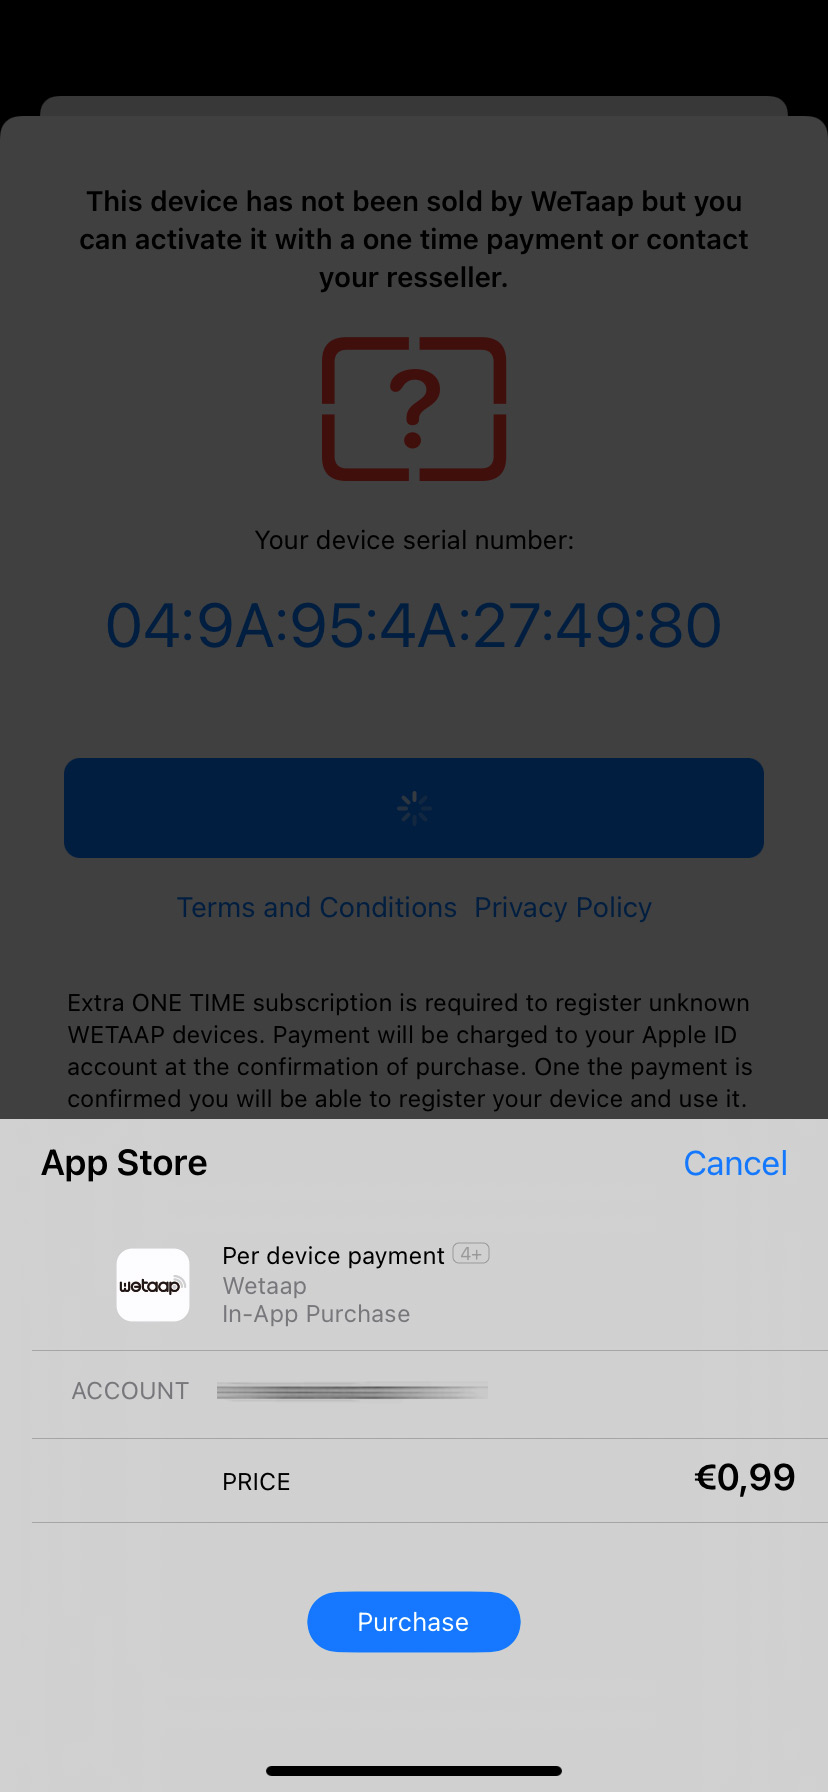 This device has not been sold by WeTaap but you
can activate it with a one time payment or contact
your resseller.
?
Your device serial number:
04:9A:95:4A:27:49:80
Terms and Conditions Privacy Policy
Extra ONE TIME subscription is required to register unknown
WETAAP devices. Payment will be charged to your Apple ID
account at the confirmation of purchase. One the payment is
confirmed you will be able to register your device and use it.
App Store
Cancel
wetaap
Per device payment 4+
Wetaap
In-App Purchase
ACCOUNT
PRICE
€0,99
Purchase